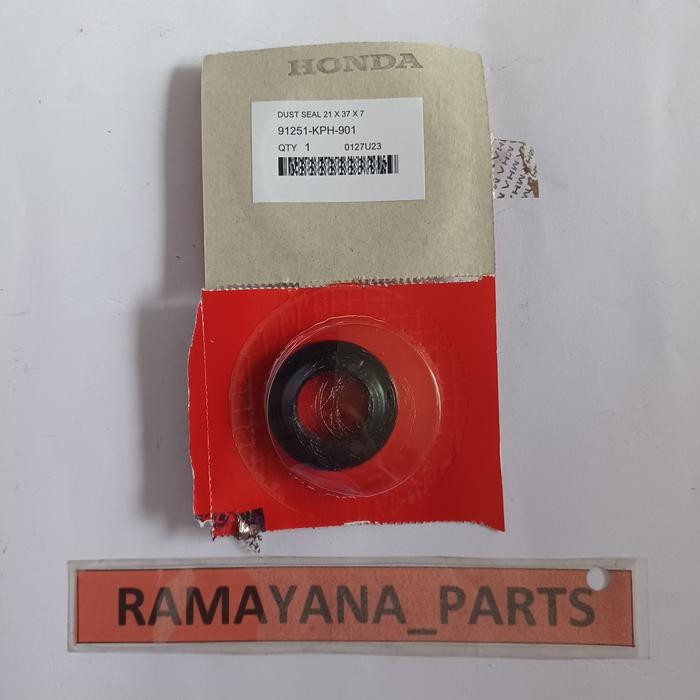 HONDA
DUST SEAL 21 X 37 X 7
91251-KPH-901
QTY 1 0127U23
RAMAYANA_PARTS